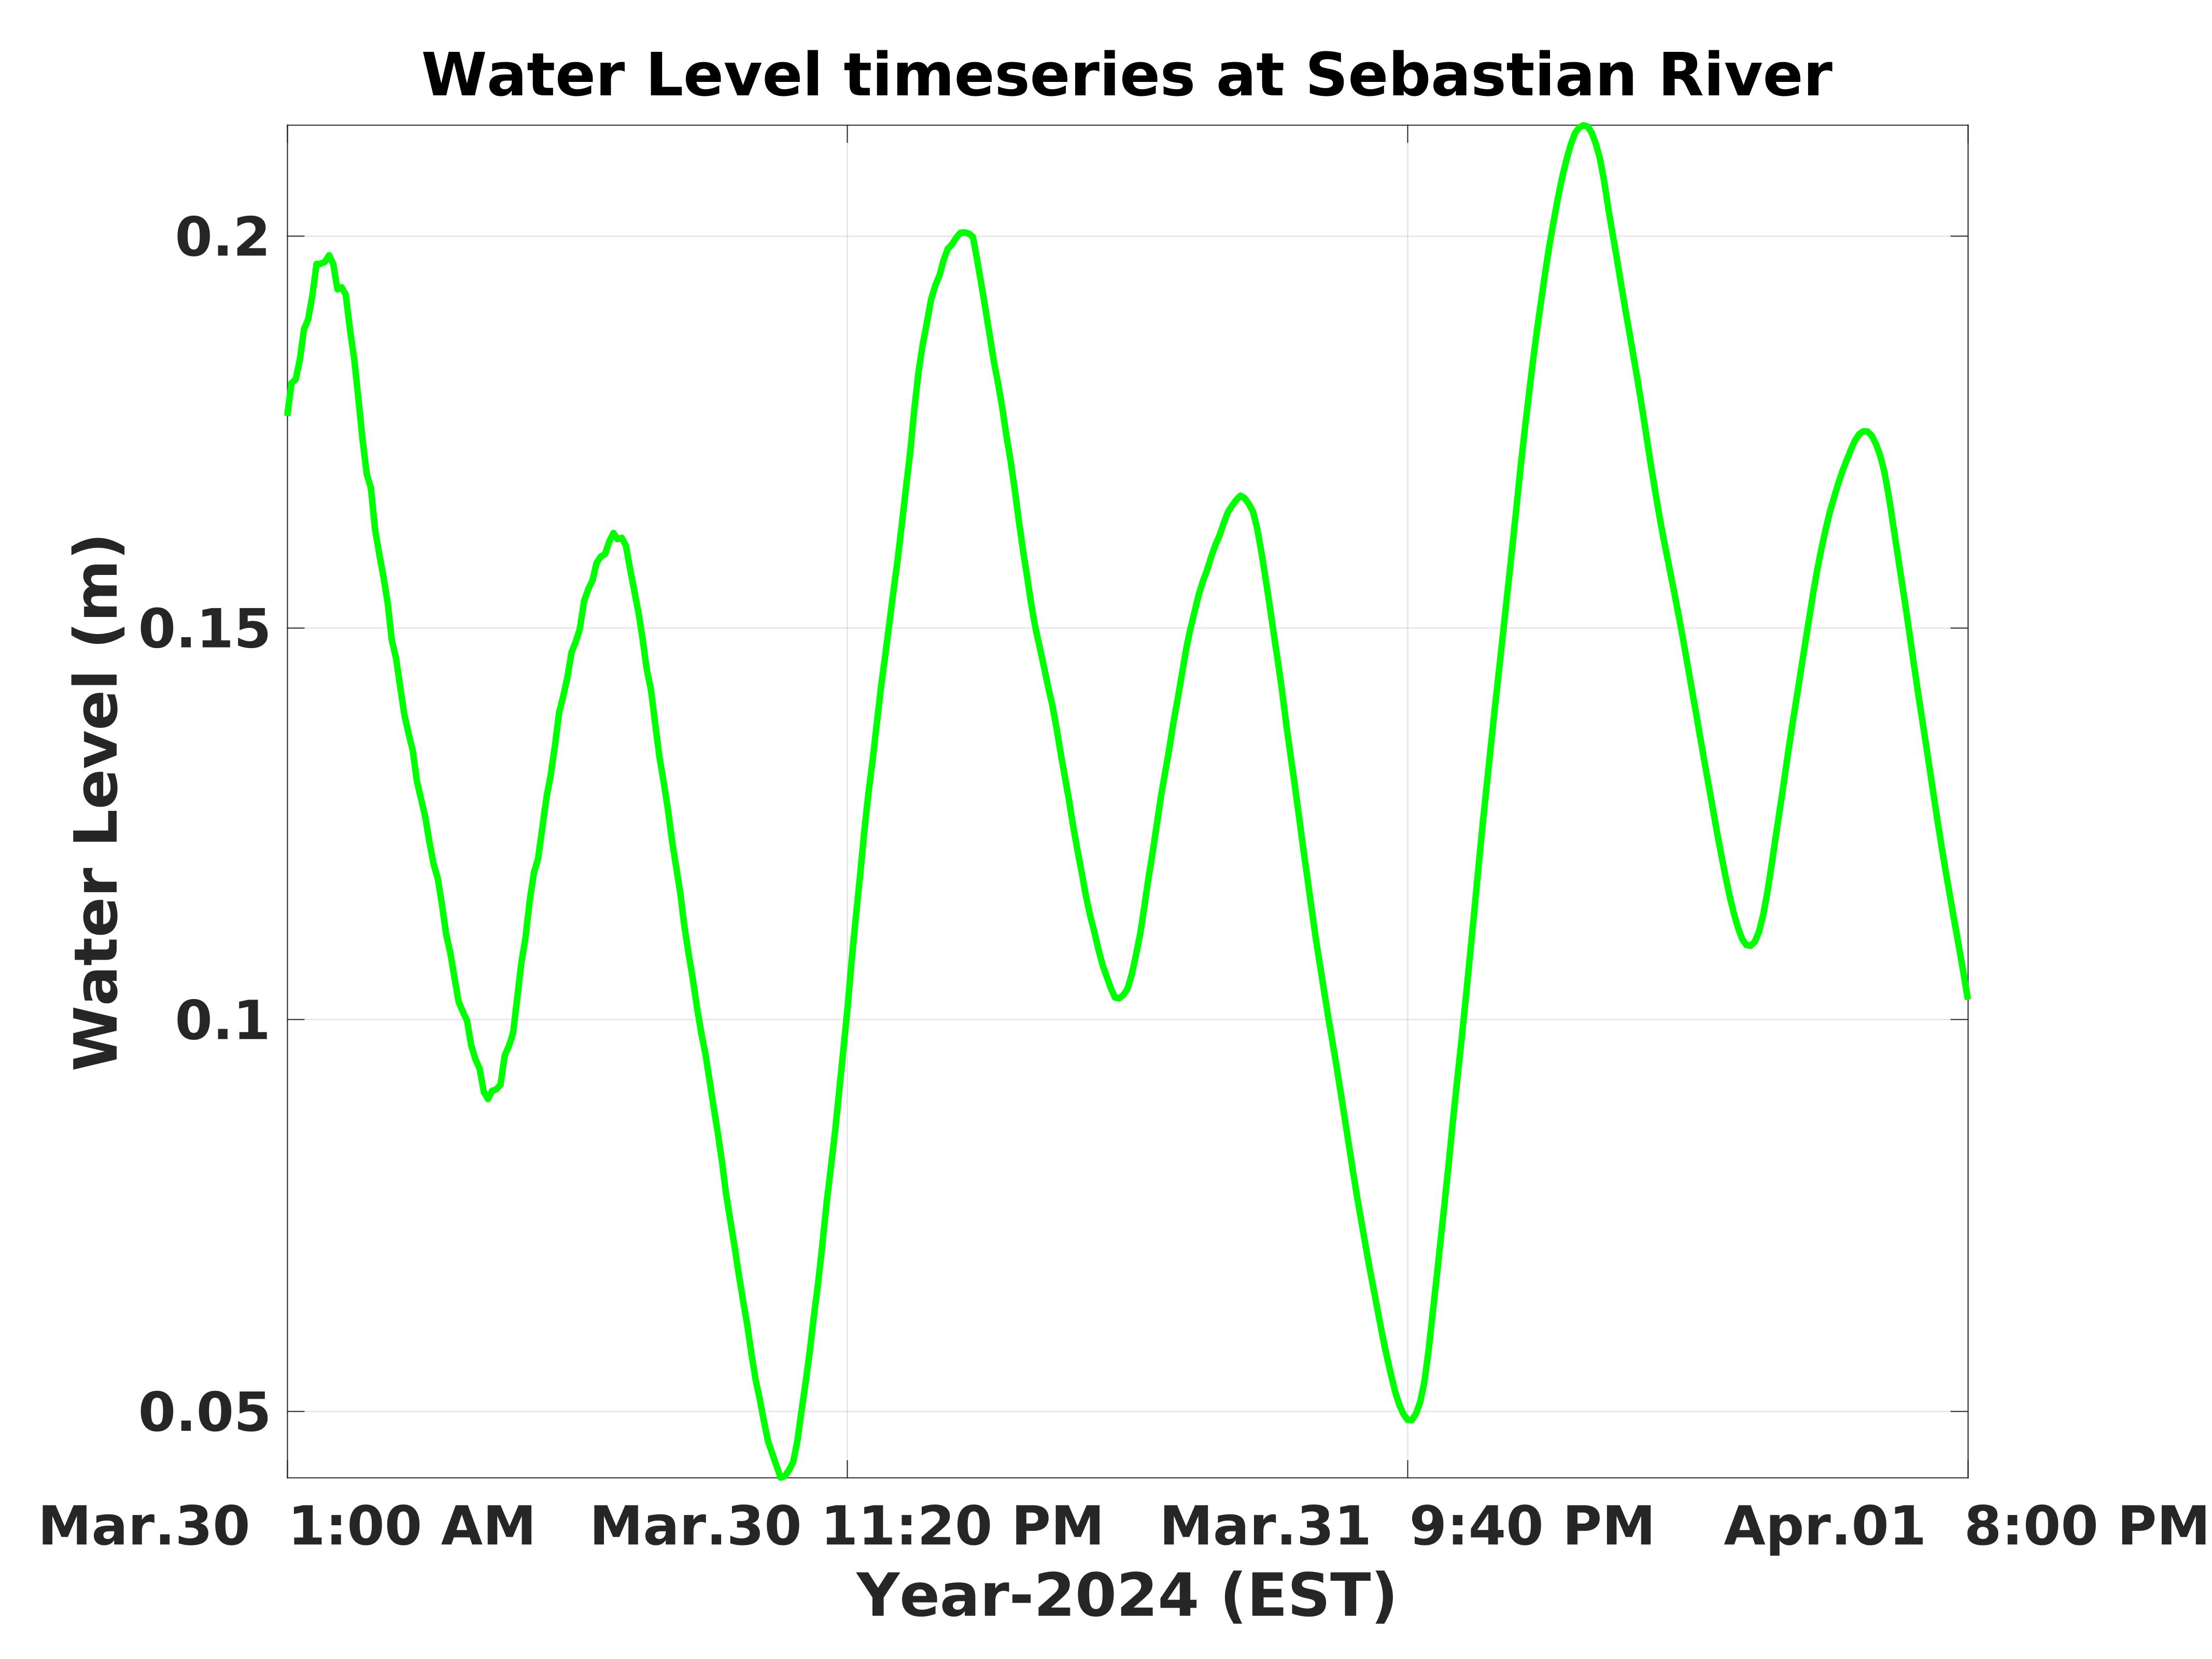 Water Level timeseries at Sebastian River
Water Level (m)
0.2
0.15
0.1
0.05
Mar.30 1:00 AM Mar.30 11:20 PM Mar.31 9:40 PM Apr.01 8:00 PM
Year-2024 (EST)